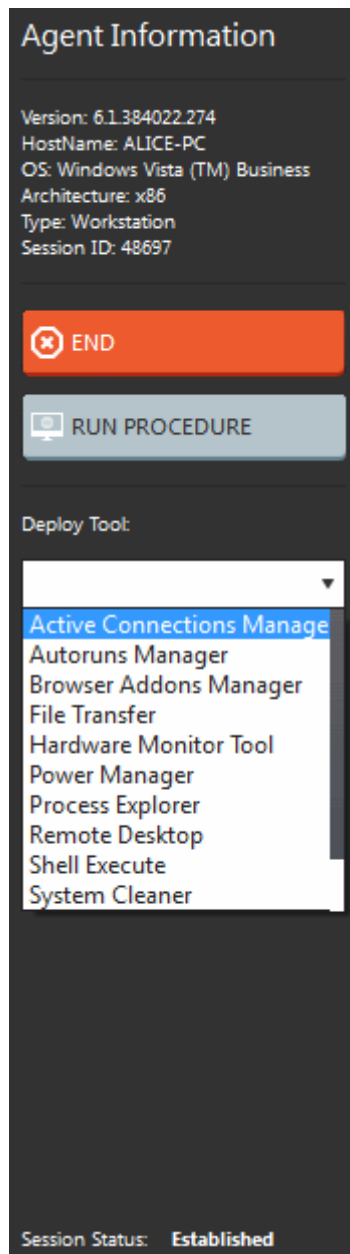 Agent Information
Version: 6.1.384022.274
HostName: ALICE-PC
OS: Windows Vista (TM) Business
Architecture: x86
Type: Workstation
Session ID: 48697
END
RUN PROCEDURE
Deploy Tool:
Active Connections Manage
Autoruns Manager
Browser Addons Manager
File Transfer
Hardware Monitor Tool
Power Manager
Process Explorer
Remote Desktop
Shell Execute
System Cleaner
Session Status: Established